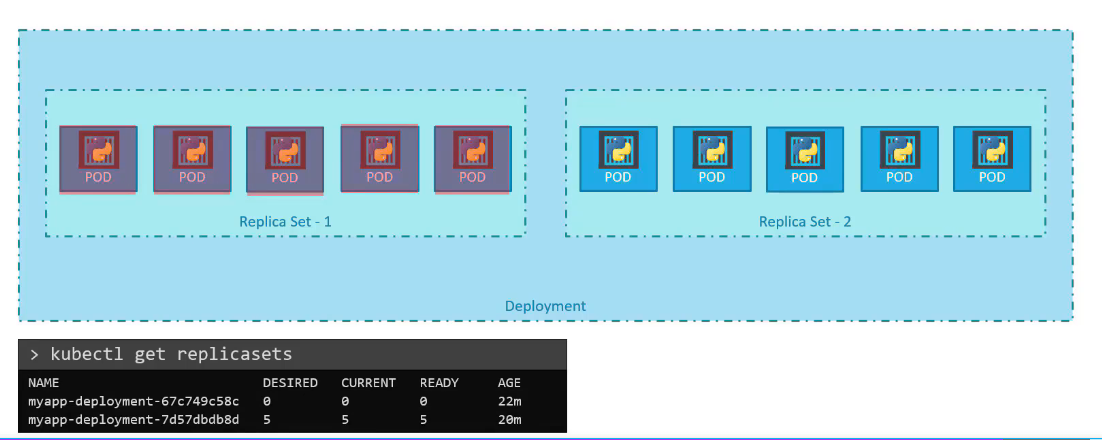 POD POD POD POD POD
Replica Set - 1
POD POD POD POD POD
Replica Set - 2
Deployment
> kubectl get replicasets
NAME DESIRED CURRENT READY AGE
myapp-deployment-67c749c58c 0 0 0 22m
myapp-deployment-7d57dbdb8d 5 5 5 20m